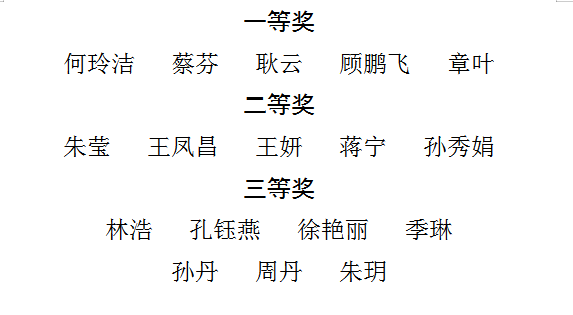 一等奖
何玲洁 蔡芬 耿云 顾鹏飞 章叶
二等奖
朱莹 王凤昌 王妍 蒋宁 孙秀娟
三等奖
林浩 孔钰燕 徐艳丽 季琳
孙丹 周丹 朱玥